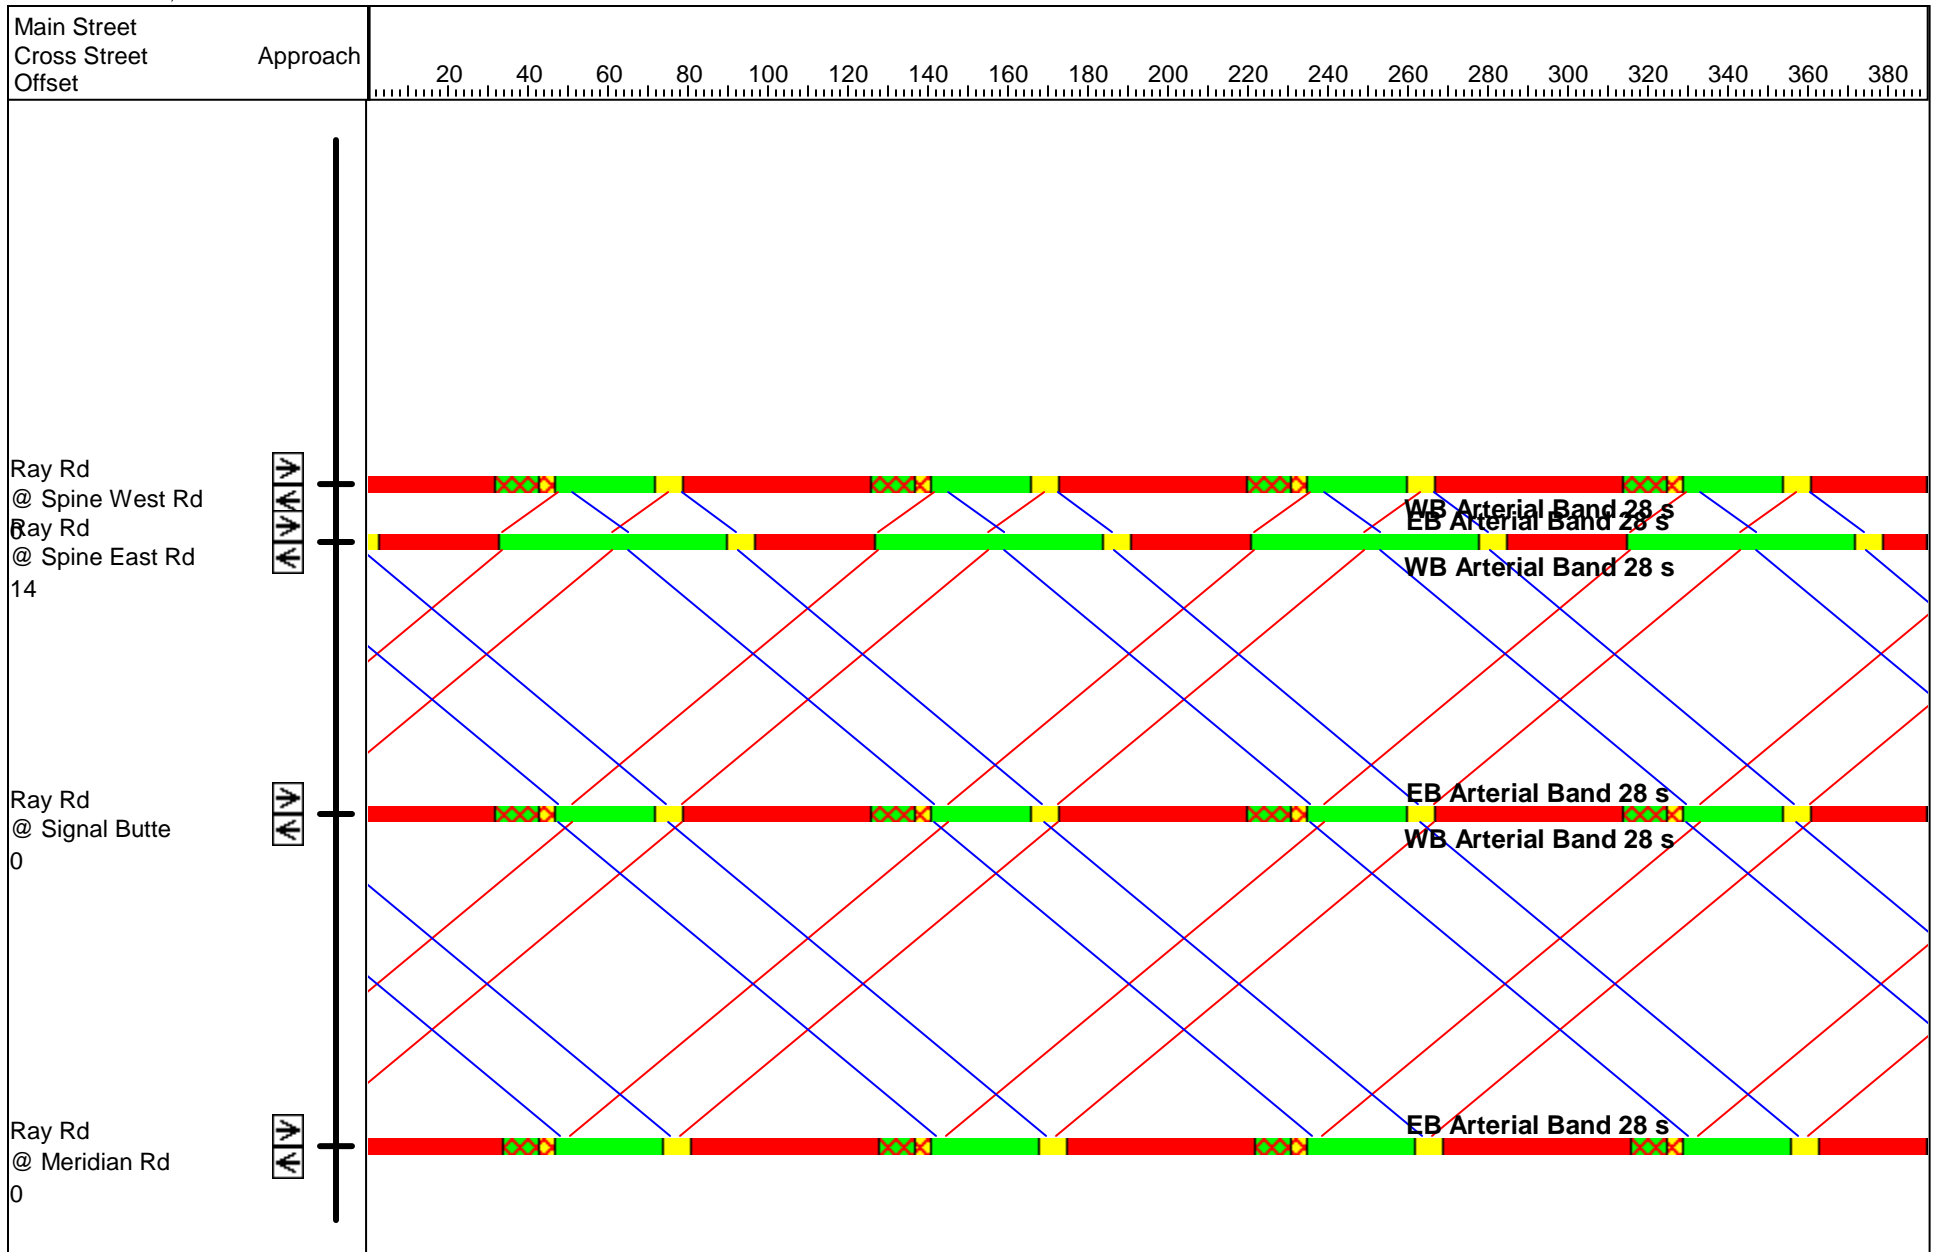 Main Street
Cross Street Approach
Offset
20 40 60 80 100 120 140 160 180 200 220 240 260 280 300 320 340 360 380
Ray Rd
@ Spine West Rd
0
WB Arterial Band 28 s
EB Arterial Band 28 s
Ray Rd
@ Spine East Rd
14
WB Arterial Band 28 s
Ray Rd
@ Signal Butte
0
EB Arterial Band 28 s
WB Arterial Band 28 s
Ray Rd
@ Meridian Rd
0
EB Arterial Band 28 s